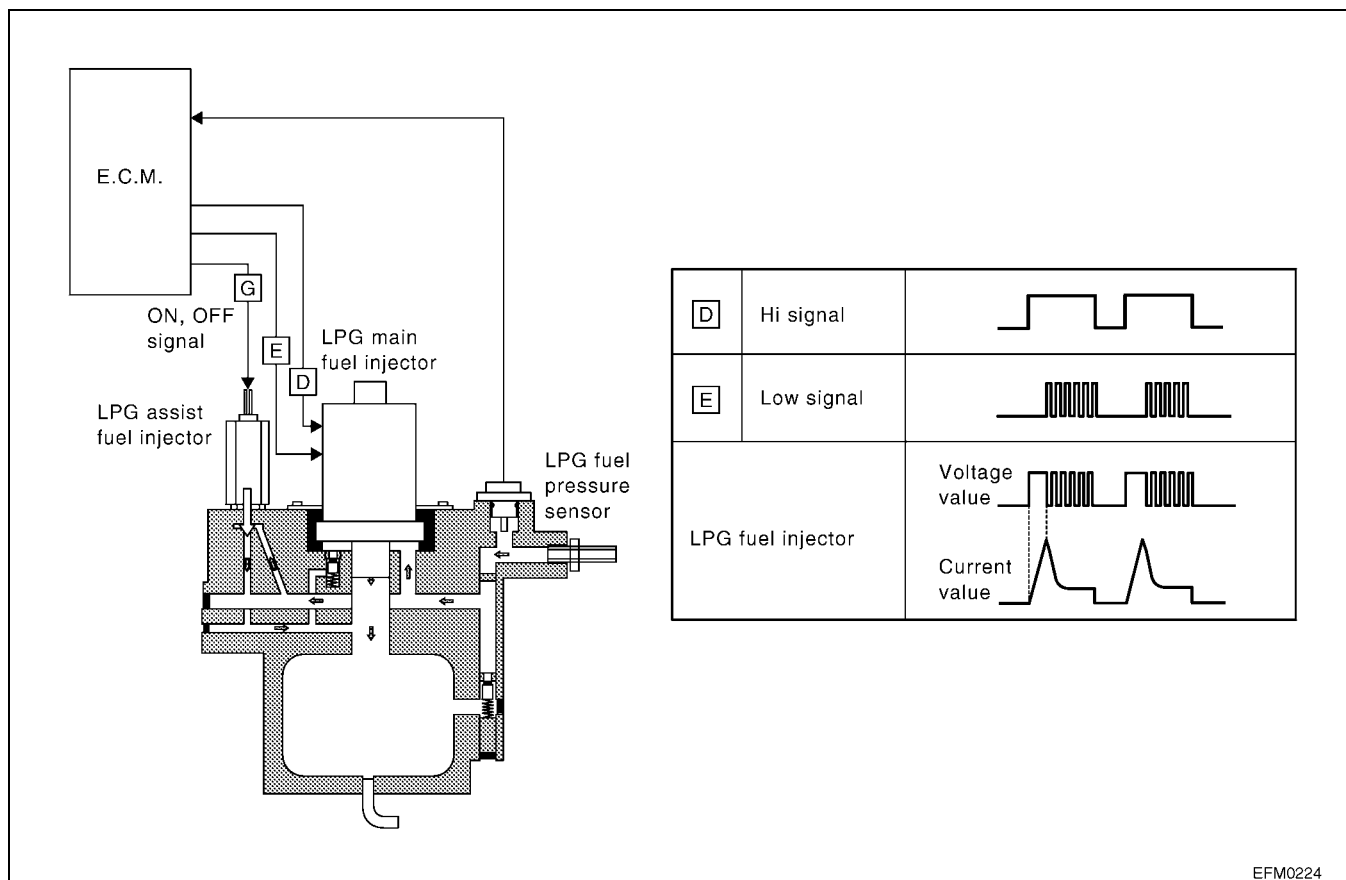 E.C.M.
G
ON, OFF
signal
E
D
LPG main
fuel injector
LPG assist
fuel injector
LPG fuel
pressure
sensor
D
Hi signal
E
Low signal
LPG fuel injector
Voltage
value
Current
value
EFM0224